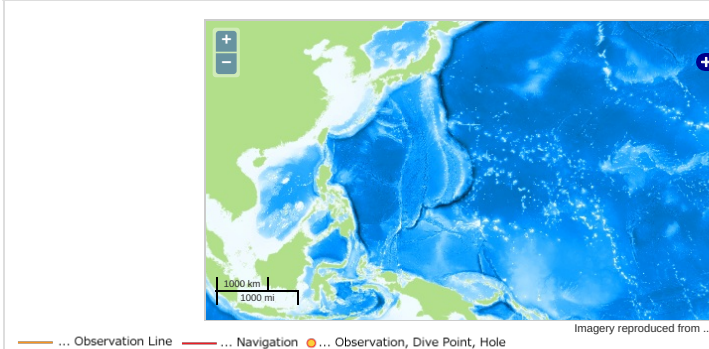 +
−
+
1000 km
1000 mi
Imagery reproduced from ..
... Observation Line ... Navigation ... Observation, Dive Point, Hole